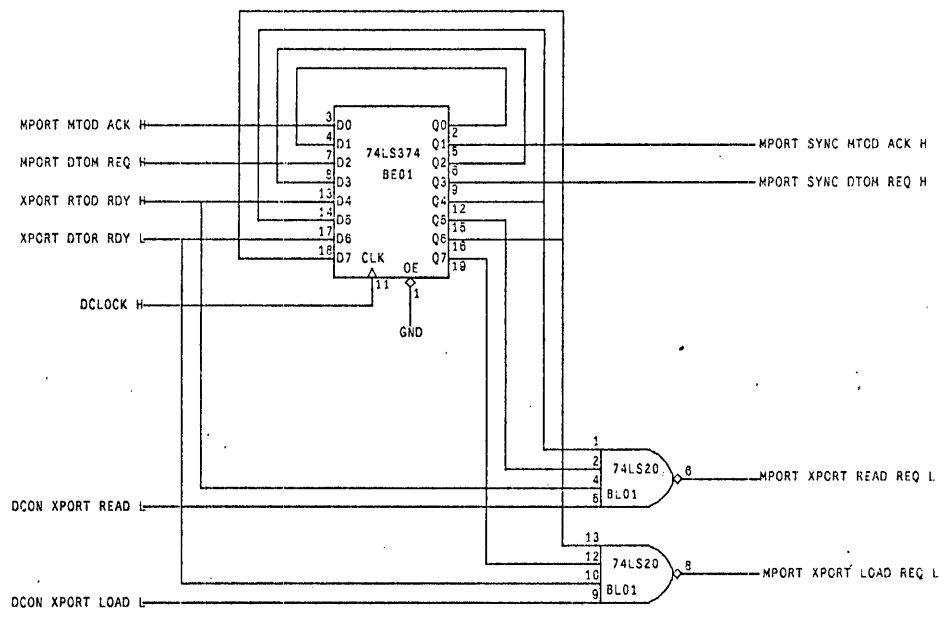 MPORT MTOD ACK H
MPORT DTOM REQ H
XPORT RTOD RDY H
XPORT DTOR RDY L
DCLOCK H
3 D0
4 D1
7 D2
8 D3
13 D4
14 D5
17 D6
18 D7
74LS374
BE01
Q0 2
Q1 5
Q2 6
Q3 9
Q4 12
Q5 15
Q6 16
Q7 19
CLK
11
OE
1
GND
MPORT SYNC MTOD ACK H
MPORT SYNC DTOM REQ H
1
2
4
5
74LS20
BL01
6
MPORT XPORT READ REQ L
DCON XPORT READ L
13
12
10
9
74LS20
BL01
8
MPORT XPORT LOAD REQ L
DCON XPORT LOAD L